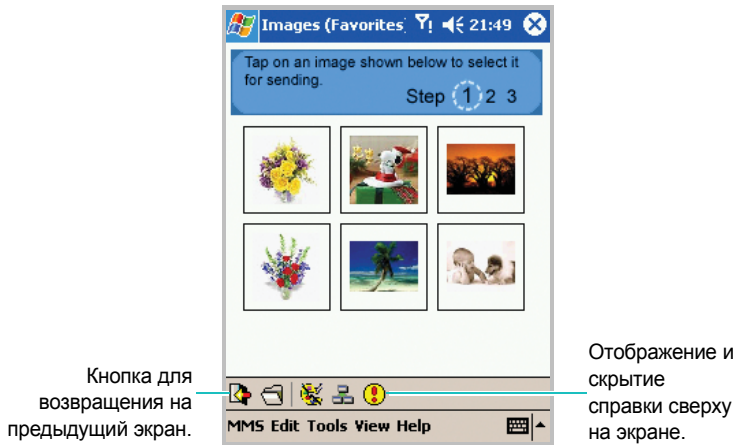 Images (Favorites) 21:49
Tap on an image shown below to select it
for sending.
Step 1 2 3
Кнопка для
возвращения на
предыдущий экран.
Отображение и
скрытие
справки сверху
на экране.
MMS Edit Tools View Help